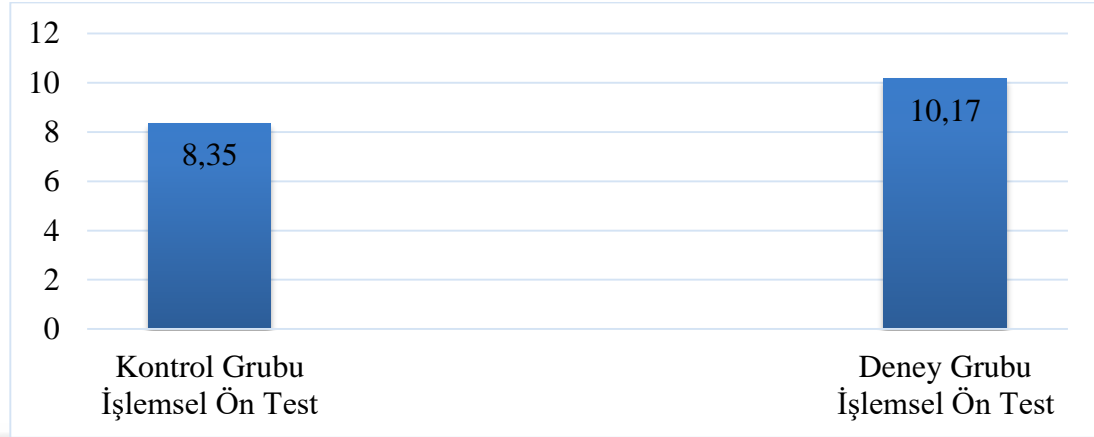 12
10
8
6
4
2
0
8,35
10,17
Kontrol Grubu
İşlemsel Ön Test
Deney Grubu
İşlemsel Ön Test